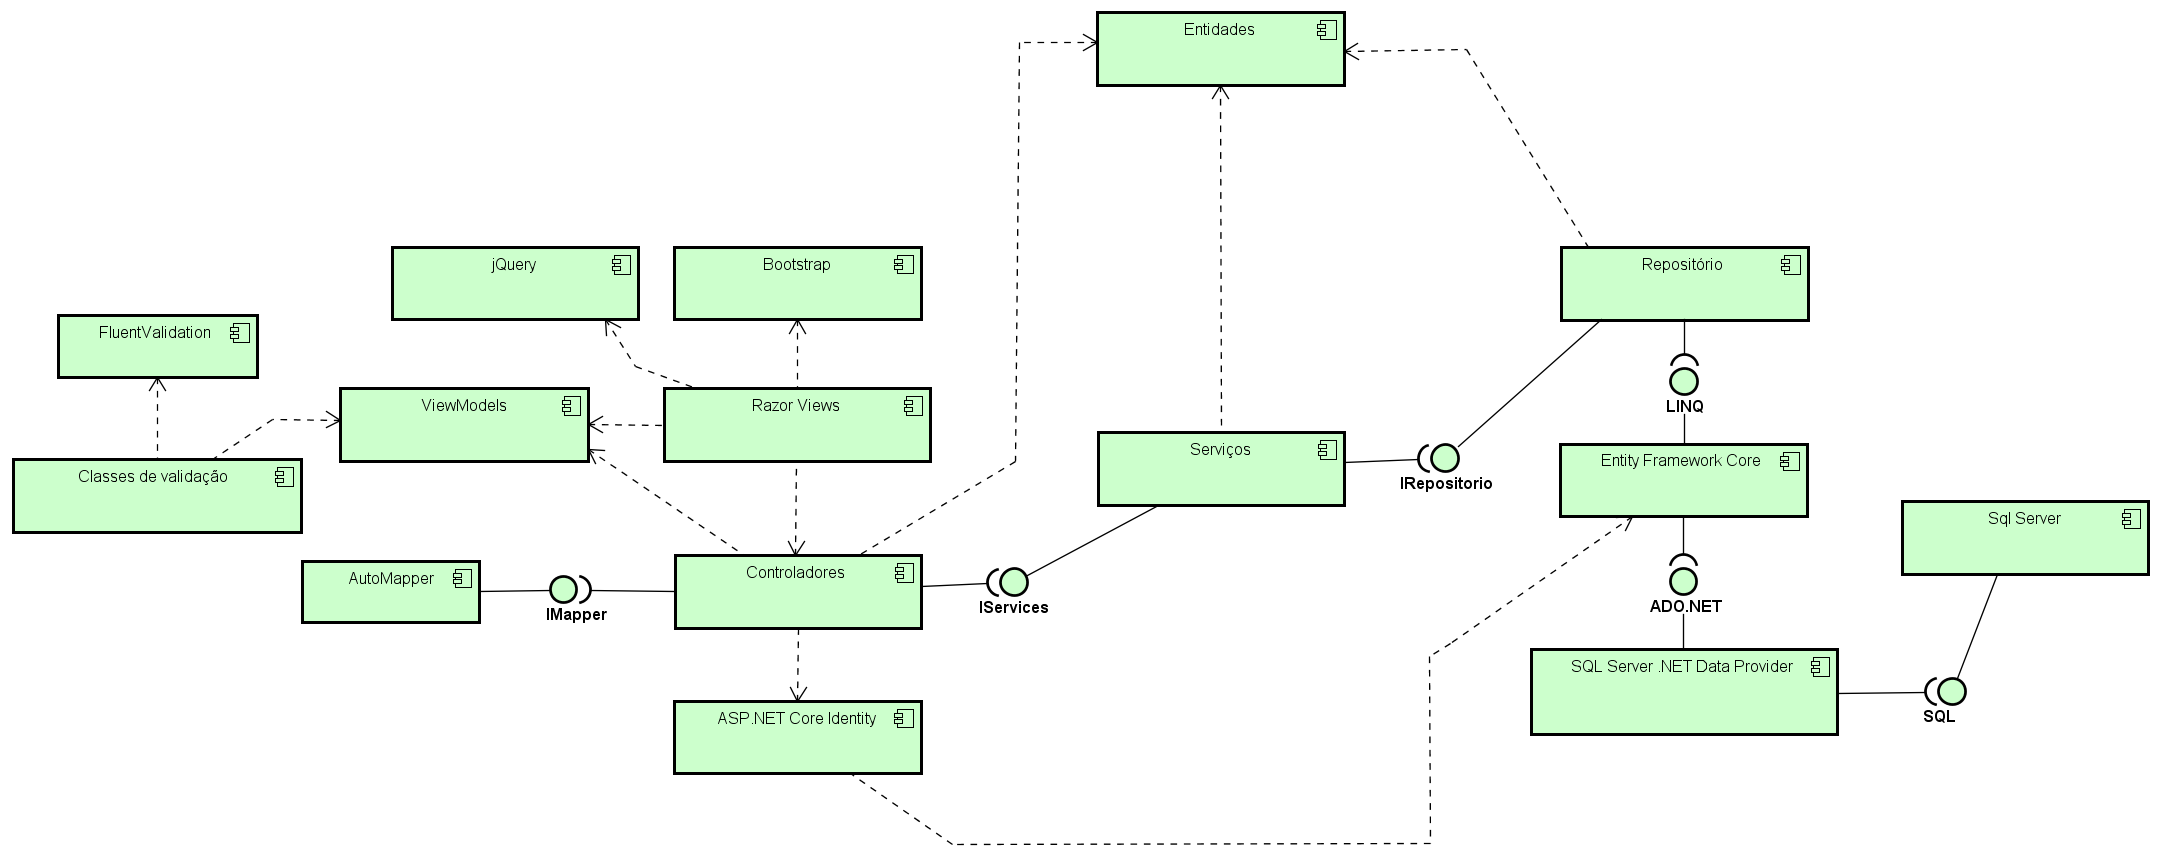 Entidades
jQuery
Bootstrap
Repositório
FluentValidation
ViewModels
Razor Views
LINQ
Classes de validação
Serviços
IRepositorio
Entity Framework Core
Sql Server
AutoMapper
IMapper
Controladores
IServices
ADO.NET
SQL Server .NET Data Provider
ASP.NET Core Identity
SQL